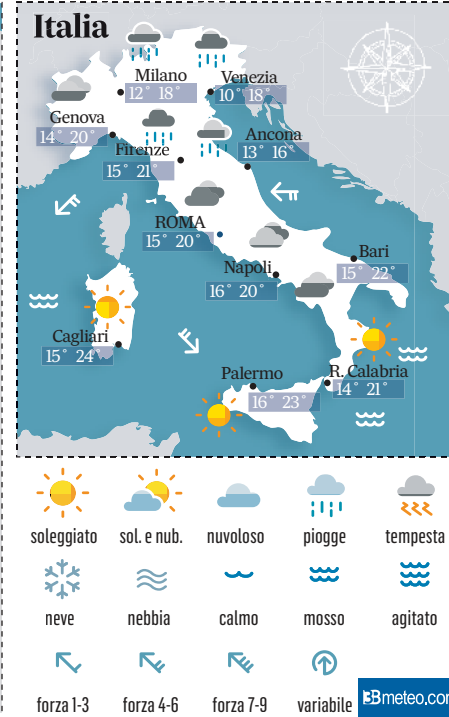 Italia
Milano
12° 18°
Venezia
10° 18°
Genova
14° 20°
Firenze
15° 21°
Ancona
13° 16°
ROMA
15° 20°
Napoli
16° 20°
Bari
15° 22°
Cagliari
15° 24°
Palermo
16° 23°
R. Calabria
14° 21°
soleggiato sol. e nub. nuvoloso piogge tempesta
neve nebbia calmo mosso agitato
forza 1-3 forza 4-6 forza 7-9 variabile
3Bmeteo.com